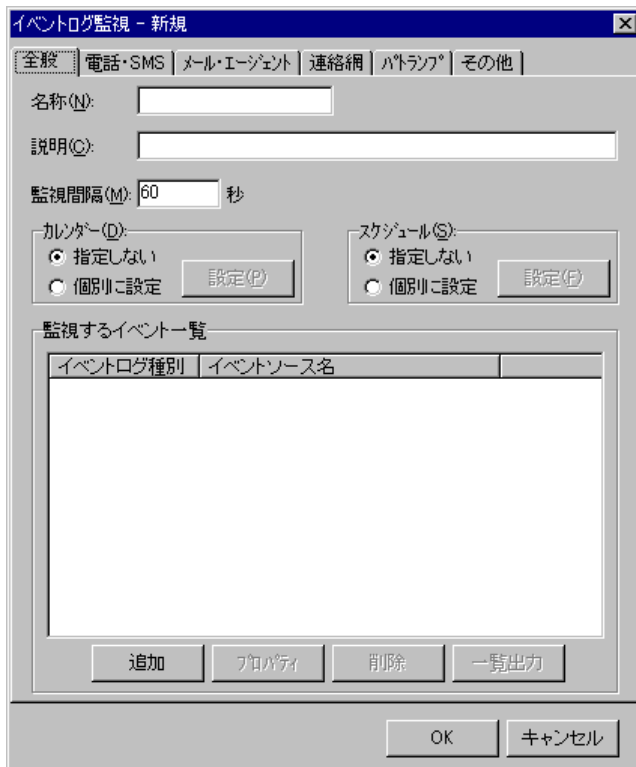 イベントログ監視 - 新規
全般 電話・SMS メール・エージェント 連絡網 パトランプ その他
名称(N):
説明(C):
監視間隔(M): 60 秒
カレンダー(D): スケジュール(S):
指定しない 指定しない
個別に設定 設定(P) 個別に設定 設定(F)
監視するイベント一覧
イベントログ種別 イベントソース名
追加 プロパティ 削除 一覧出力
OK キャンセル